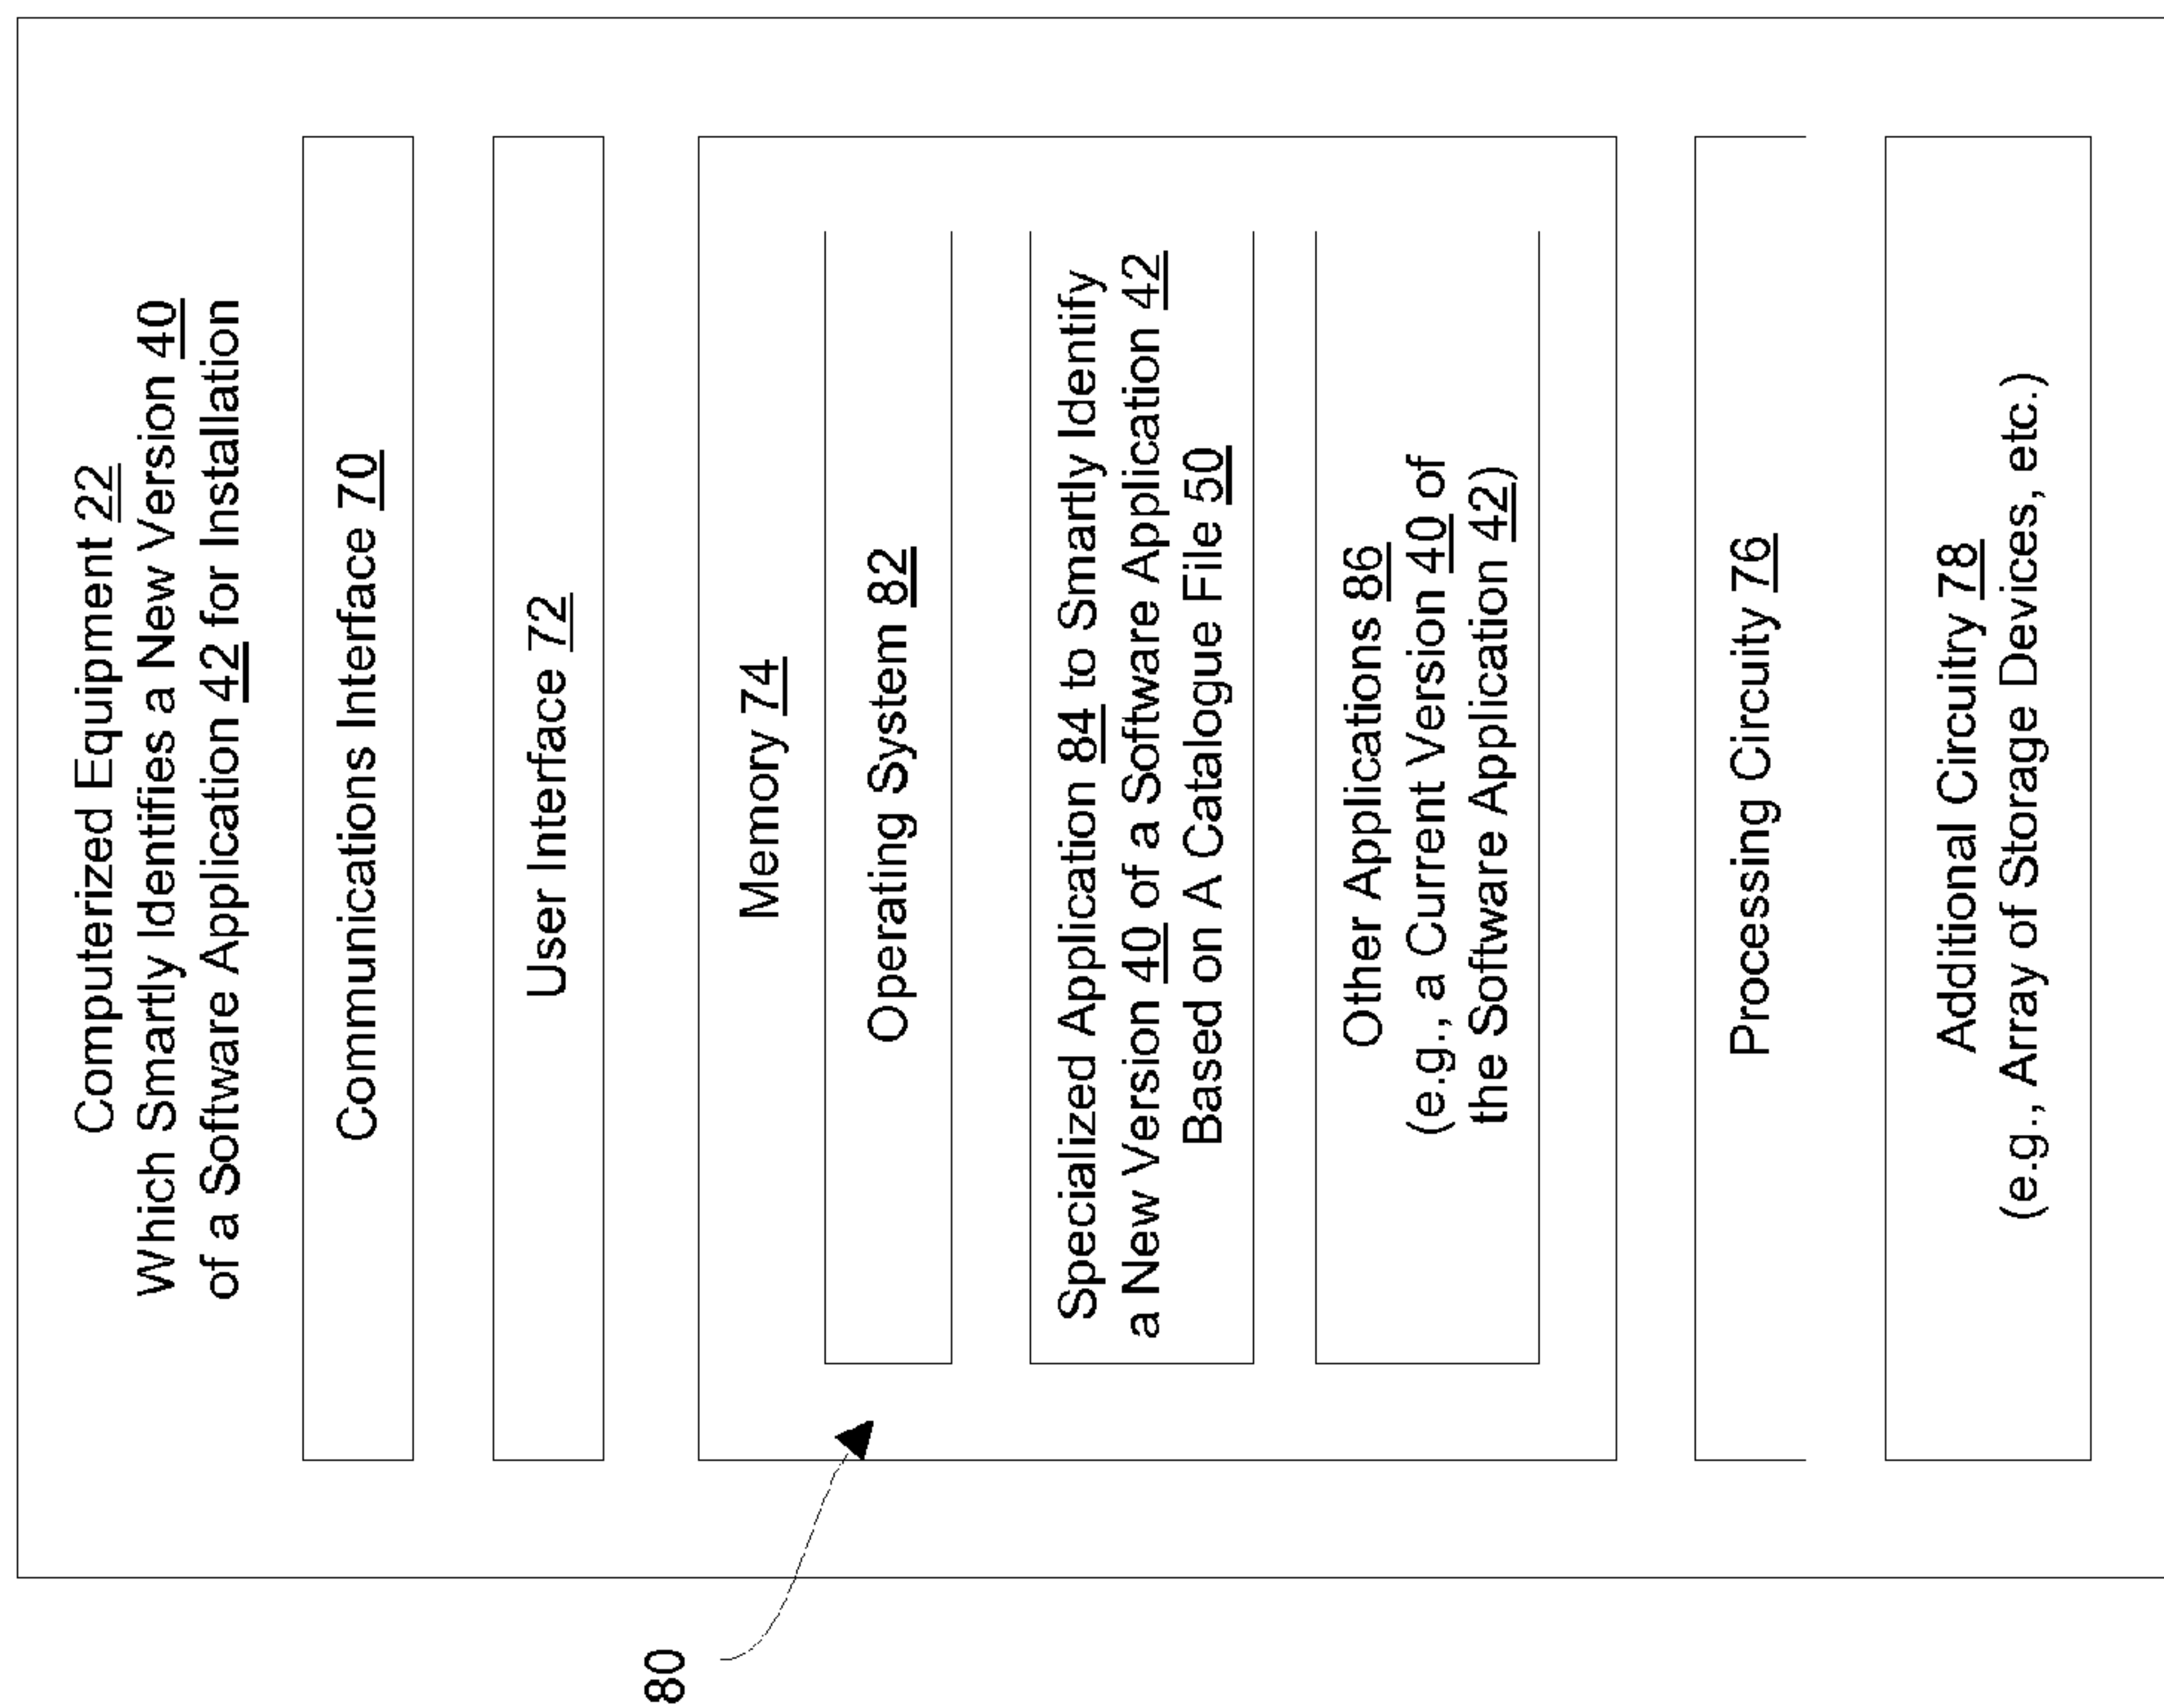 Computerized Equipment 22
Which Smartly Identifies a New Version 40
of a Software Application 42 for Installation
Communications Interface 70
User Interface 72
80
Memory 74
Operating System 82
Specialized Application 84 to Smartly Identify
a New Version 40 of a Software Application 42
Based on A Catalogue File 50
Other Applications 86
(e.g., a Current Version 40 of
the Software Application 42)
Processing Circuity 76
Additional Circuitry 78
(e.g., Array of Storage Devices, etc.)